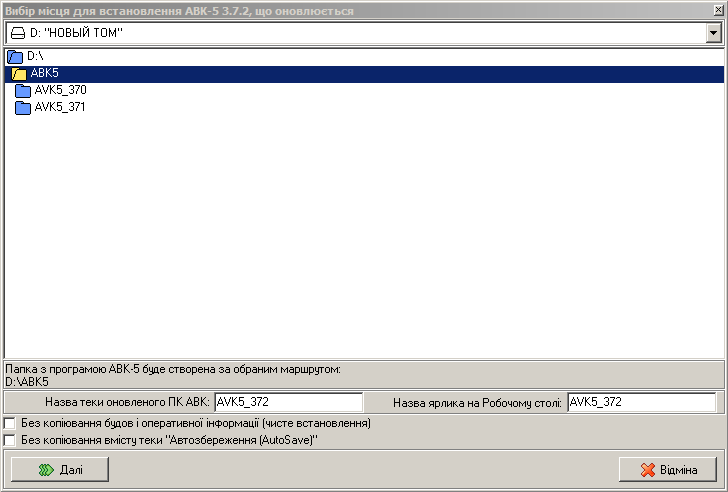 Вибір місця для встановлення АВК-5 3.7.2, що оновлюється
D: "НОВЫЙ ТОМ"
D:\
АВК5
AVK5_370
AVK5_371
Папка з програмою АВК-5 буде створена за обраним маршрутом:
D:\АВК5
Назва теки оновленого ПК АВК: AVK5_372 Назва ярлика на Робочому столі: AVK5_372
Без копіювання будов і оперативної інформації (чисте встановлення)
Без копіювання вмісту теки "Автозбереження (AutoSave)"
Далі Відміна